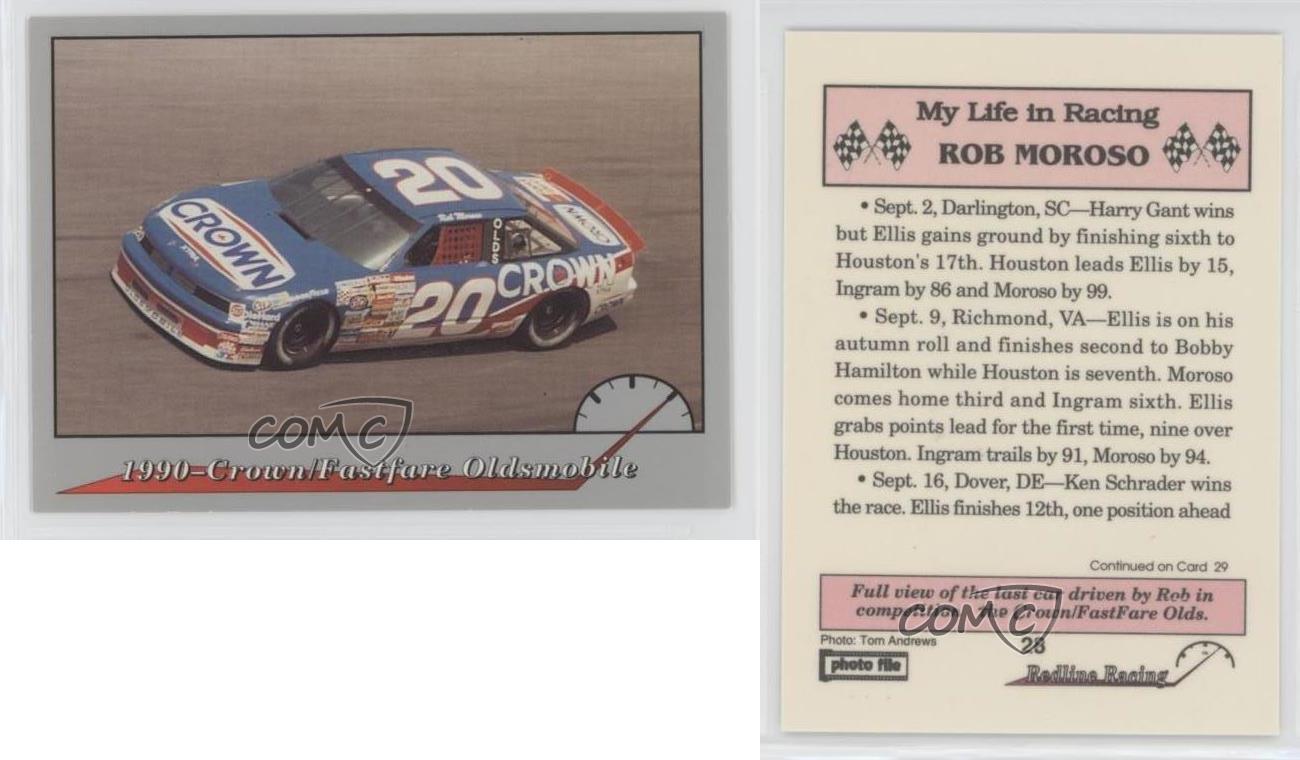 20
Rob Moroso
OLDS
CROWN
CROWN
20
1990–Crown/Fastfare Oldsmobile
COMC
My Life in Racing
ROB MOROSO
• Sept. 2, Darlington, SC—Harry Gant wins
but Ellis gains ground by finishing sixth to
Houston's 17th. Houston leads Ellis by 15,
Ingram by 86 and Moroso by 99.
• Sept. 9, Richmond, VA—Ellis is on his
autumn roll and finishes second to Bobby
Hamilton while Houston is seventh. Moroso
comes home third and Ingram sixth. Ellis
grabs points lead for the first time, nine over
Houston. Ingram trails by 91, Moroso by 94.
• Sept. 16, Dover, DE—Ken Schrader wins
the race. Ellis finishes 12th, one position ahead
Continued on Card 29
Full view of the last car driven by Rob in
competition. The Crown/FastFare Olds.
COMC
Photo: Tom Andrews
28
photo file
Redline Racing